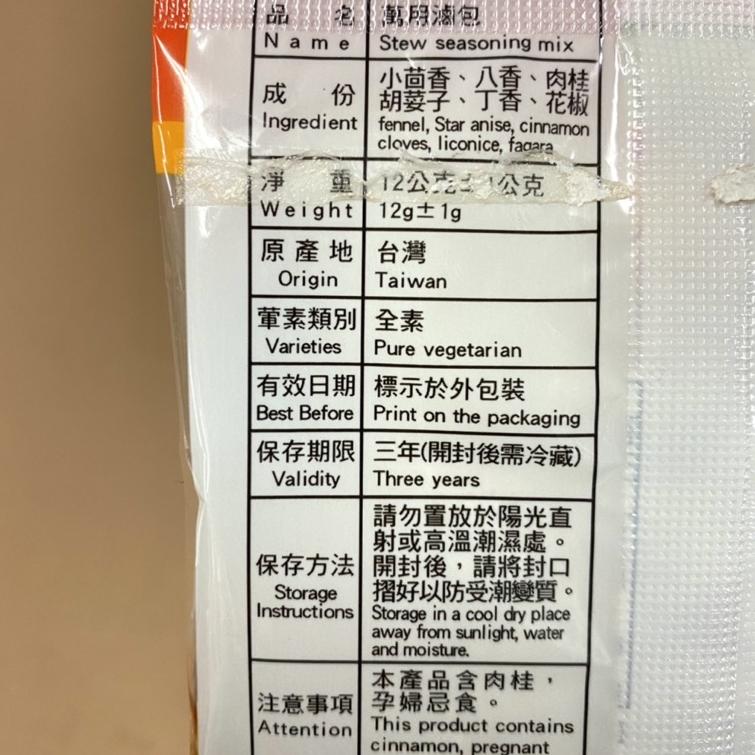 品 名 萬用滷包
Name Stew seasoning mix
成 份 小茴香、八香、肉桂
胡荽子、丁香、花椒
Ingredient fennel, Star anise, cinnamon
cloves, liconice, fagara
淨 重 12公克±1公克
Weight 12g±1g
原產地 台灣
Origin Taiwan
葷素類別 全素
Varieties Pure vegetarian
有效日期 標示於外包裝
Best Before Print on the packaging
保存期限 三年(開封後需冷藏)
Validity Three years
保存方法
Storage
Instructions
請勿置放於陽光直
射或高溫潮濕處。
開封後，請將封口
摺好以防受潮變質。
Storage in a cool dry place
away from sunlight, water
and moisture.
注意事項
Attention
本產品含肉桂，
孕婦忌食。
This product contains
cinnamon, pregnant